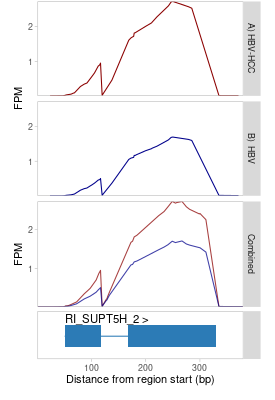 A) HBV-HCC
2
1
FPM
B) HBV
2
1
Combined
2
1
FPM
RI_SUPT5H_2 >
100 200 300
Distance from region start (bp)